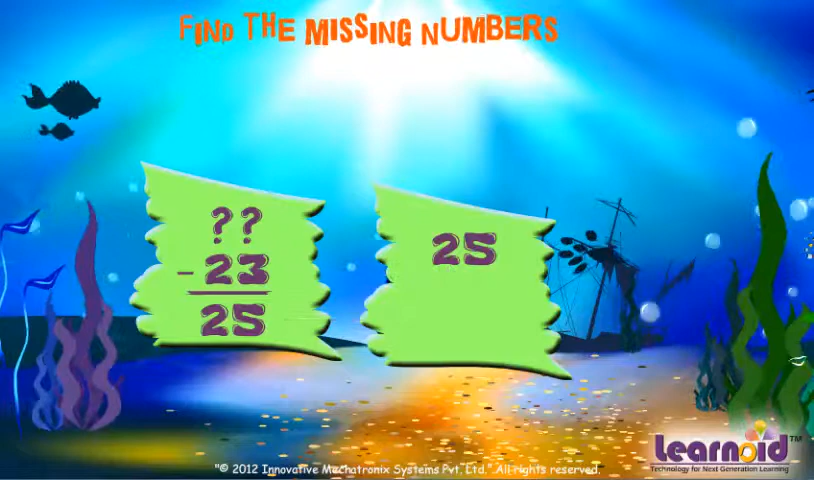 FIND THE MISSING NUMBERS
??
- 23
25
25
Learnoid™
Technology for Next Generation Learning
"© 2012 Innovative Mechatronix Systems Pvt. Ltd." All rights reserved.